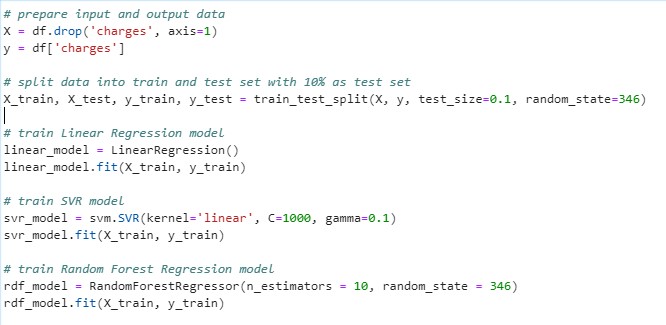 # prepare input and output data
X = df.drop('charges', axis=1)
y = df['charges']
# split data into train and test set with 10% as test set
X_train, X_test, y_train, y_test = train_test_split(X, y, test_size=0.1, random_state=346)
# train Linear Regression model
linear_model = LinearRegression()
linear_model.fit(X_train, y_train)
# train SVR model
svr_model = svm.SVR(kernel='linear', C=1000, gamma=0.1)
svr_model.fit(X_train, y_train)
# train Random Forest Regression model
rdf_model = RandomForestRegressor(n_estimators = 10, random_state = 346)
rdf_model.fit(X_train, y_train)